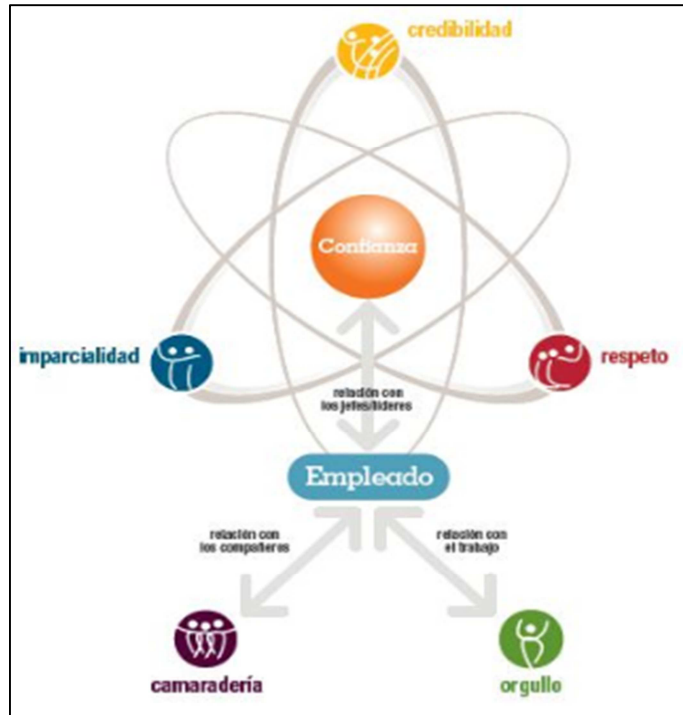 credibilidad
Confianza
imparcialidad
respeto
relación con
los jefes/líderes
Empleado
relación con
los compañeros
relación con
el trabajo
camaradería
orgullo